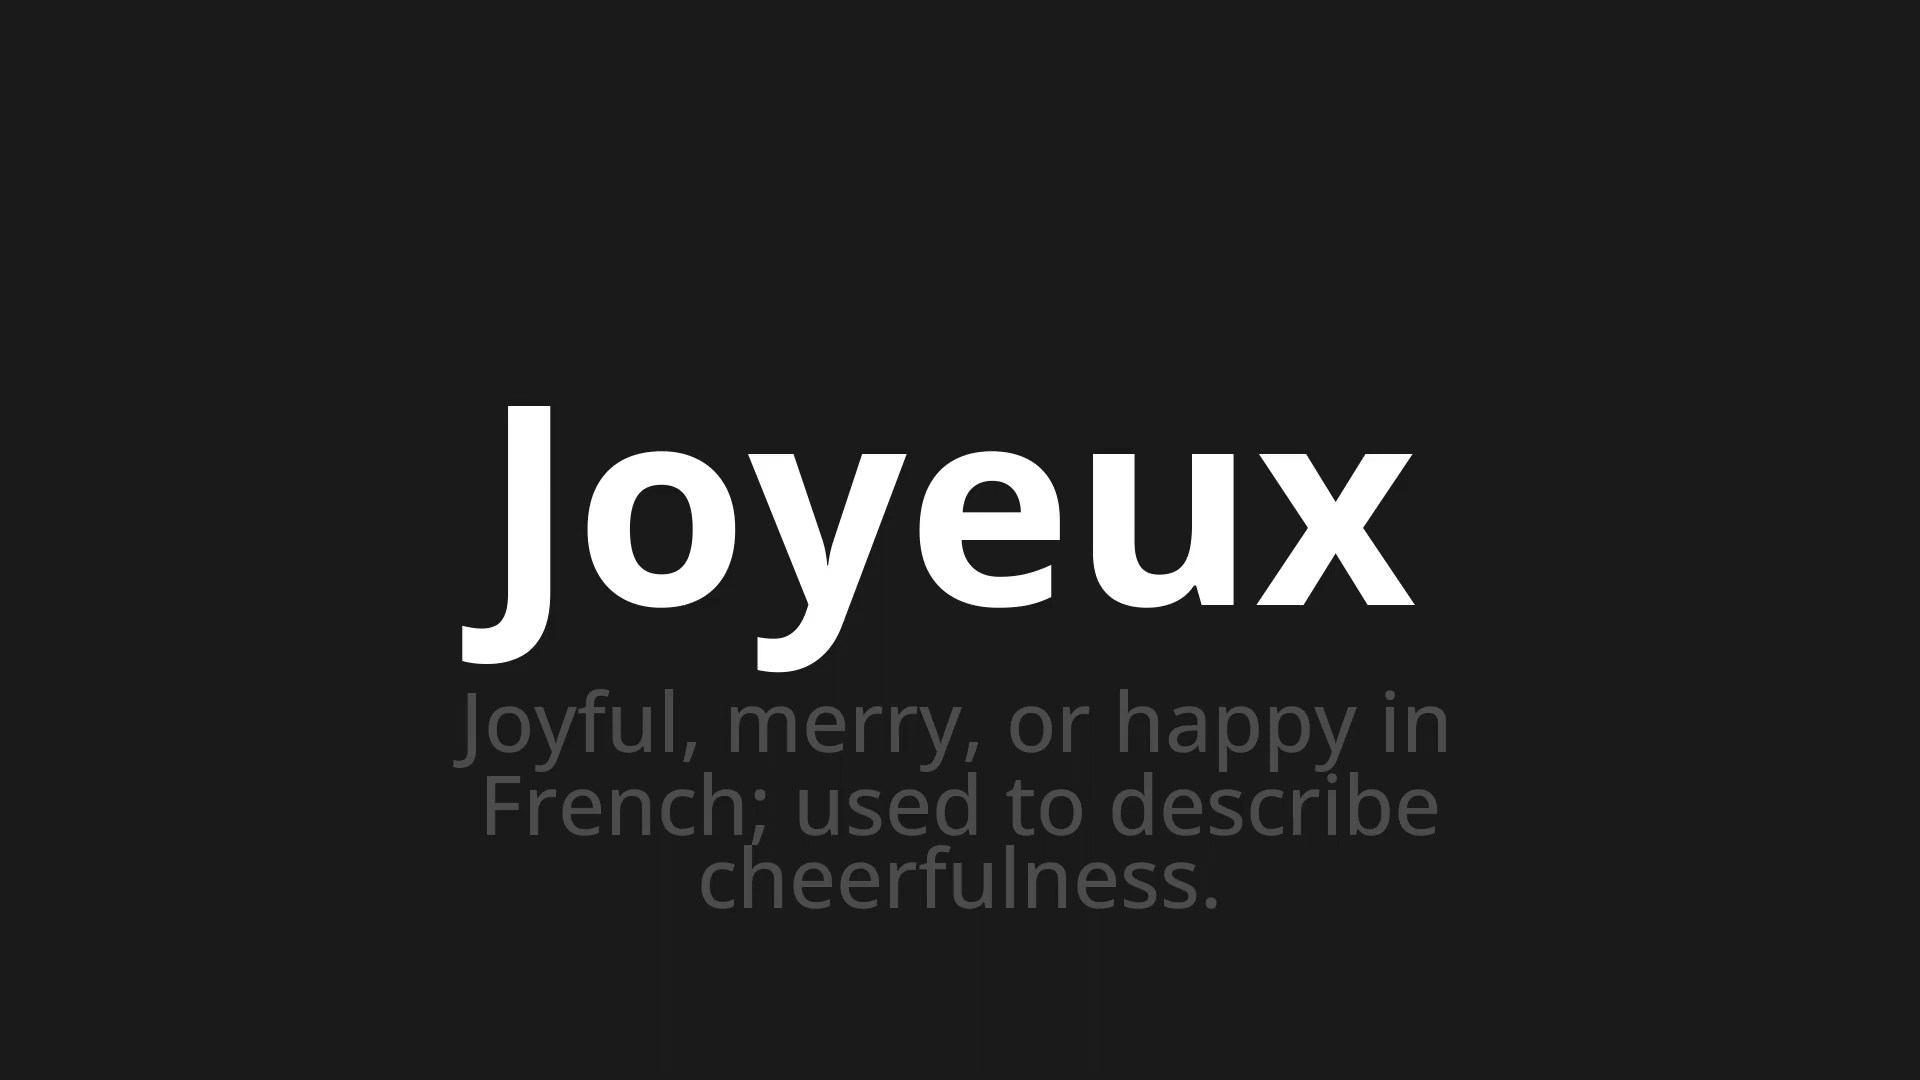 Joyeux
Joyful, merry, or happy in
French; used to describe
cheerfulness.